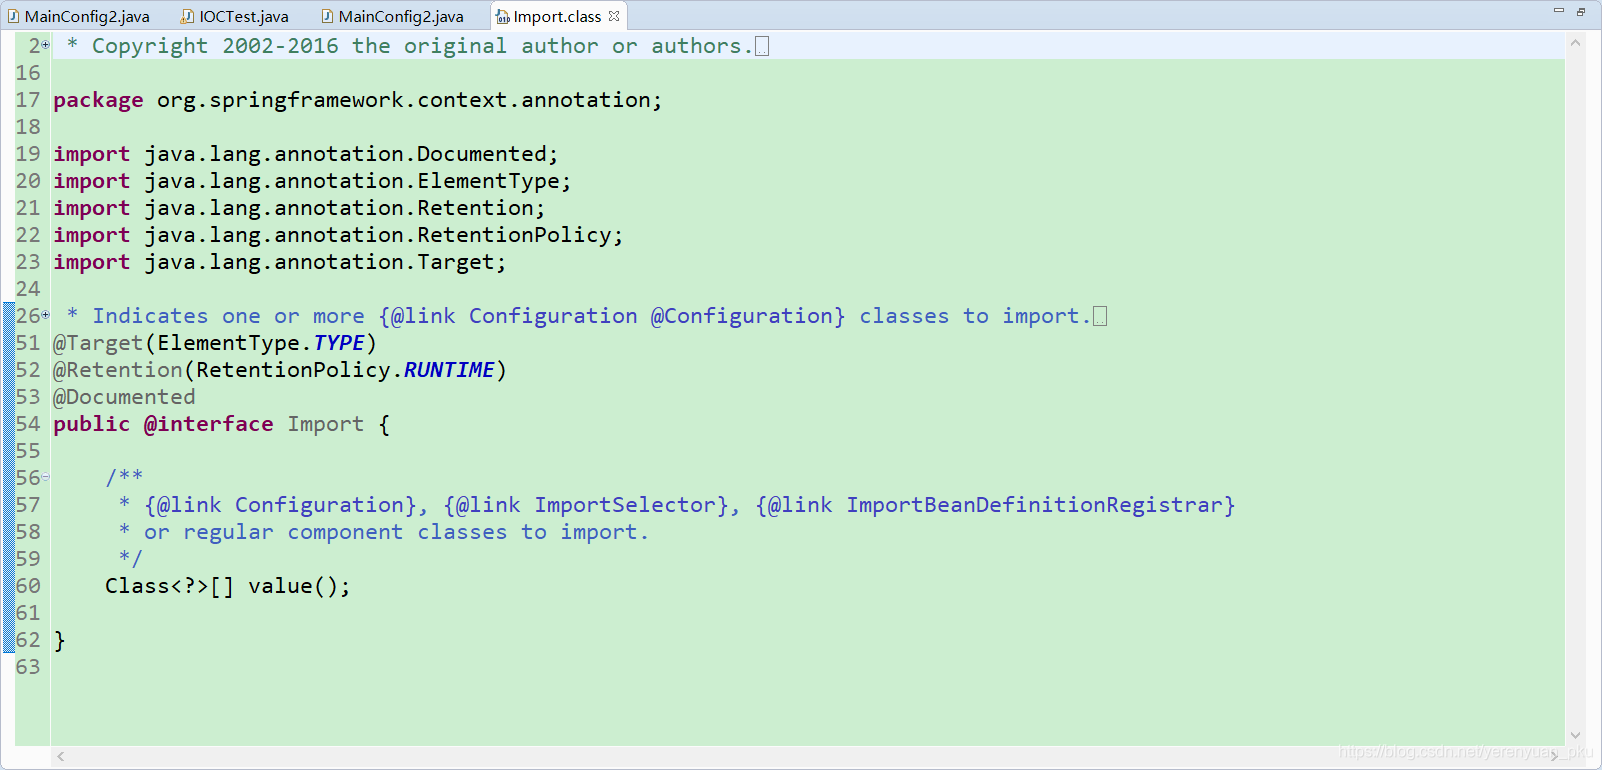 MainConfig2.java IOCTest.java MainConfig2.java Import.class
2 * Copyright 2002-2016 the original author or authors.
16
17 package org.springframework.context.annotation;
18
19 import java.lang.annotation.Documented;
20 import java.lang.annotation.ElementType;
21 import java.lang.annotation.Retention;
22 import java.lang.annotation.RetentionPolicy;
23 import java.lang.annotation.Target;
24
26 * Indicates one or more {@link Configuration @Configuration} classes to import.
51 @Target(ElementType.TYPE)
52 @Retention(RetentionPolicy.RUNTIME)
53 @Documented
54 public @interface Import {
55
56 /**
57 * {@link Configuration}, {@link ImportSelector}, {@link ImportBeanDefinitionRegistrar}
58 * or regular component classes to import.
59 */
60 Class<?>[] value();
61
62 }
63
https://blog.csdn.net/yerenyuan_pku